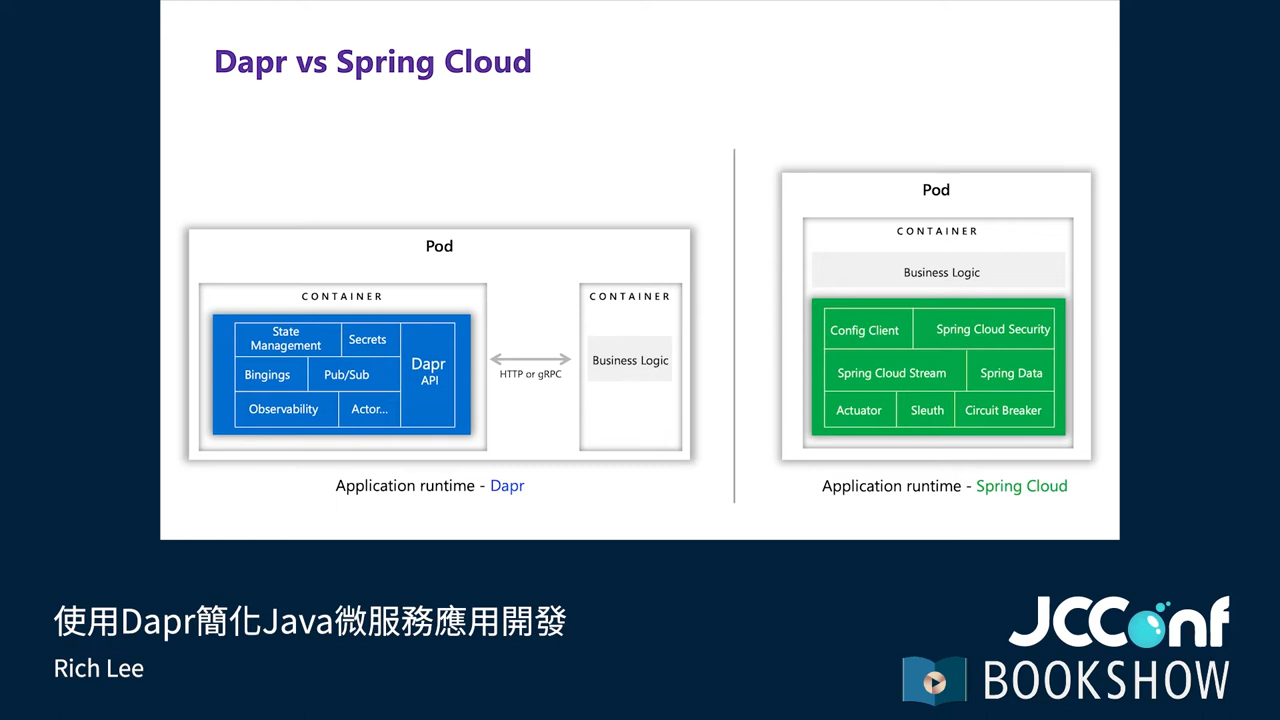 Dapr vs Spring Cloud
Pod
CONTAINER
State
Management
Secrets
Bingings
Pub/Sub
Observability
Actor...
Dapr
API
HTTP or gRPC
CONTAINER
Business Logic
Application runtime - Dapr
Pod
CONTAINER
Business Logic
Config Client
Spring Cloud Security
Spring Cloud Stream
Spring Data
Actuator
Sleuth
Circuit Breaker
Application runtime - Spring Cloud
使用Dapr簡化Java微服務應用開發
Rich Lee
JCConf
BOOKSHOW